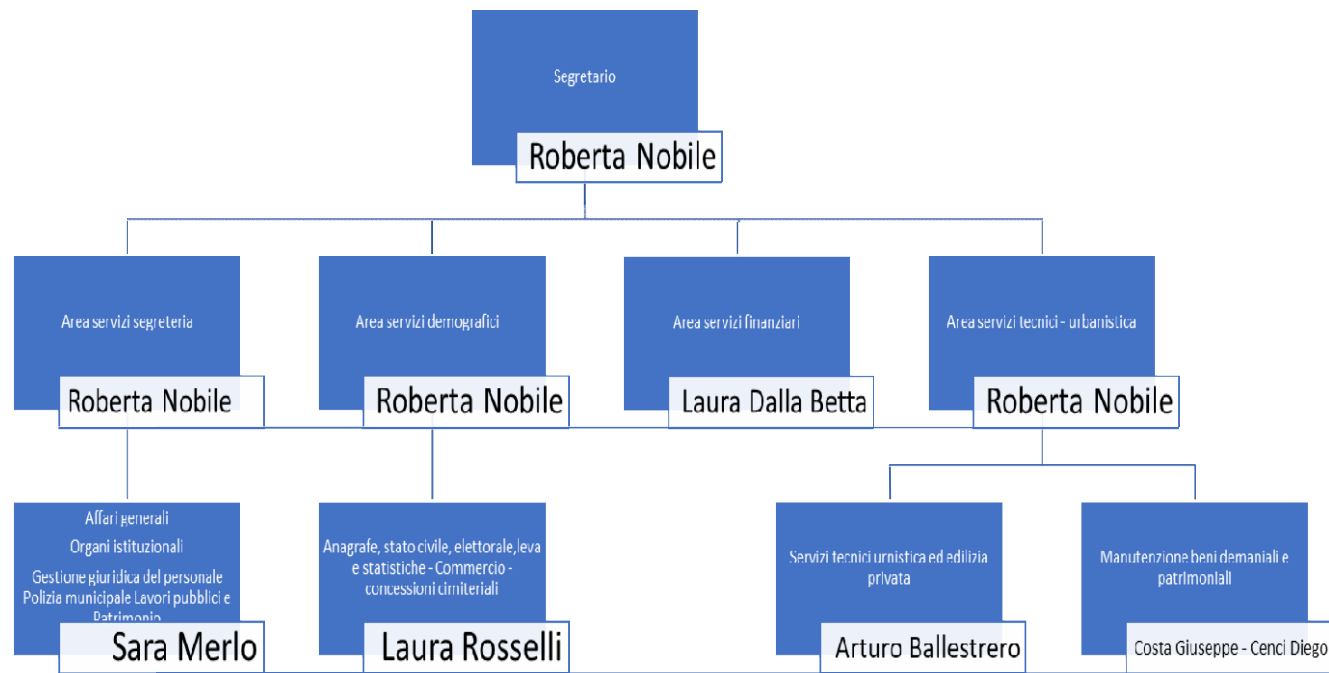 Segretario
Roberta Nobile
Area servizi segreteria
Roberta Nobile
Area servizi demografici
Roberta Nobile
Area servizi finanziari
Laura Dalla Betta
Area servizi tecnici - urbanistica
Roberta Nobile
Affari generali
Organi istituzionali
Gestione giuridica del personale
Polizia municipale Lavori pubblici e
Patrimonio
Sara Merlo
Anagrafe, stato civile, elettorale,leva
e statistiche - Commercio -
concessioni cimiteriali
Laura Rosselli
Servizi tecnici urnistica ed edilizia
privata
Arturo Ballestrero
Manutenzione beni demaniali e
patrimonlali
Costa Giuseppe - Cenci Diego